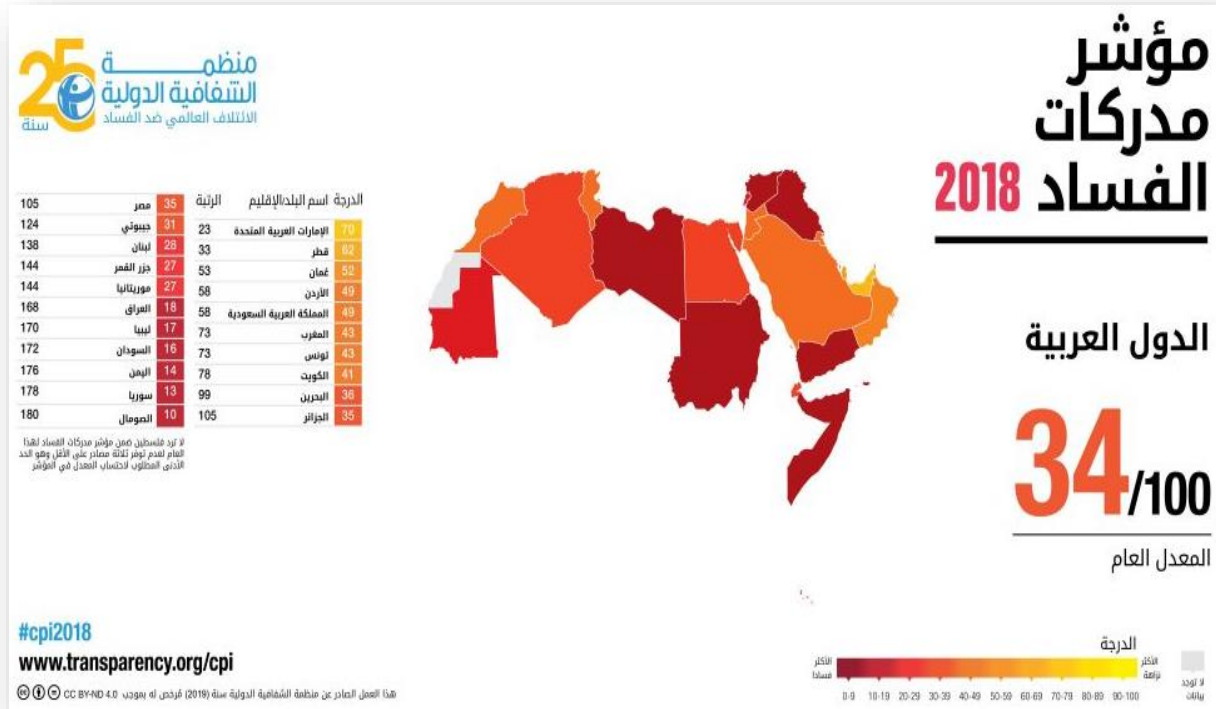 مؤشر
مدركات
الفساد 2018
الدول العربية
34/100
المعدل العام
25 سنة
منظمــــــة
الشفافية الدولية
الائتلاف العالمي ضد الفساد
الدرجة اسم البلد/الإقليم الرتبة
70 الإمارات العربية المتحدة 23
62 قطر 33
52 عُمان 53
49 الأردن 58
49 المملكة العربية السعودية 58
43 المغرب 73
43 تونس 73
41 الكويت 78
36 البحرين 99
35 الجزائر 105
35 مصر 105
31 جيبوتي 124
28 لبنان 138
27 جزر القمر 144
27 موريتانيا 144
18 العراق 168
17 ليبيا 170
16 السودان 172
14 اليمن 176
13 سوريا 178
10 الصومال 180
لا ترد فلسطين ضمن مؤشر مدركات الفساد لهذا
العام لعدم توفر ثلاثة مصادر على الأقل وهو الحد
الأدنى المطلوب لاحتساب المعدل في المؤشر
الدرجة
الأكثر فسادا
الأكثر نزاهة
0-9 10-19 20-29 30-39 40-49 50-59 60-69 70-79 80-89 90-100
لا توجد بيانات
#cpi2018
www.transparency.org/cpi
هذا العمل الصادر عن منظمة الشفافية الدولية سنة (2019) مُرخص له بموجب CC BY-ND 4.0